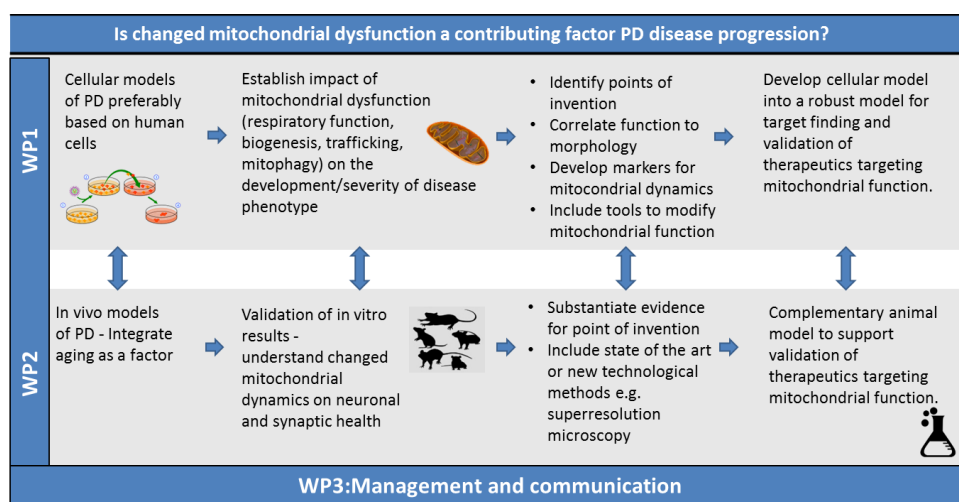 Is changed mitochondrial dysfunction a contributing factor PD disease progression?
WP1
Cellular models
of PD preferably
based on human
cells
Establish impact of
mitochondrial dysfunction
(respiratory function,
biogenesis, trafficking,
mitophagy) on the
development/severity of disease
phenotype
• Identify points of
invention
• Correlate function to
morphology
• Develop markers for
mitocondrial dynamics
• Include tools to modify
mitochondrial function
Develop cellular model
into a robust model for
target finding and
validation of
therapeutics targeting
mitochondrial function.
WP2
In vivo models
of PD - Integrate
aging as a factor
Validation of in vitro
results -
understand changed
mitochondrial
dynamics on neuronal
and synaptic health
• Substantiate evidence
for point of invention
• Include state of the art
or new technological
methods e.g.
superresolution
microscopy
Complementary animal
model to support
validation of
therapeutics targeting
mitochondrial function.
WP3:Management and communication